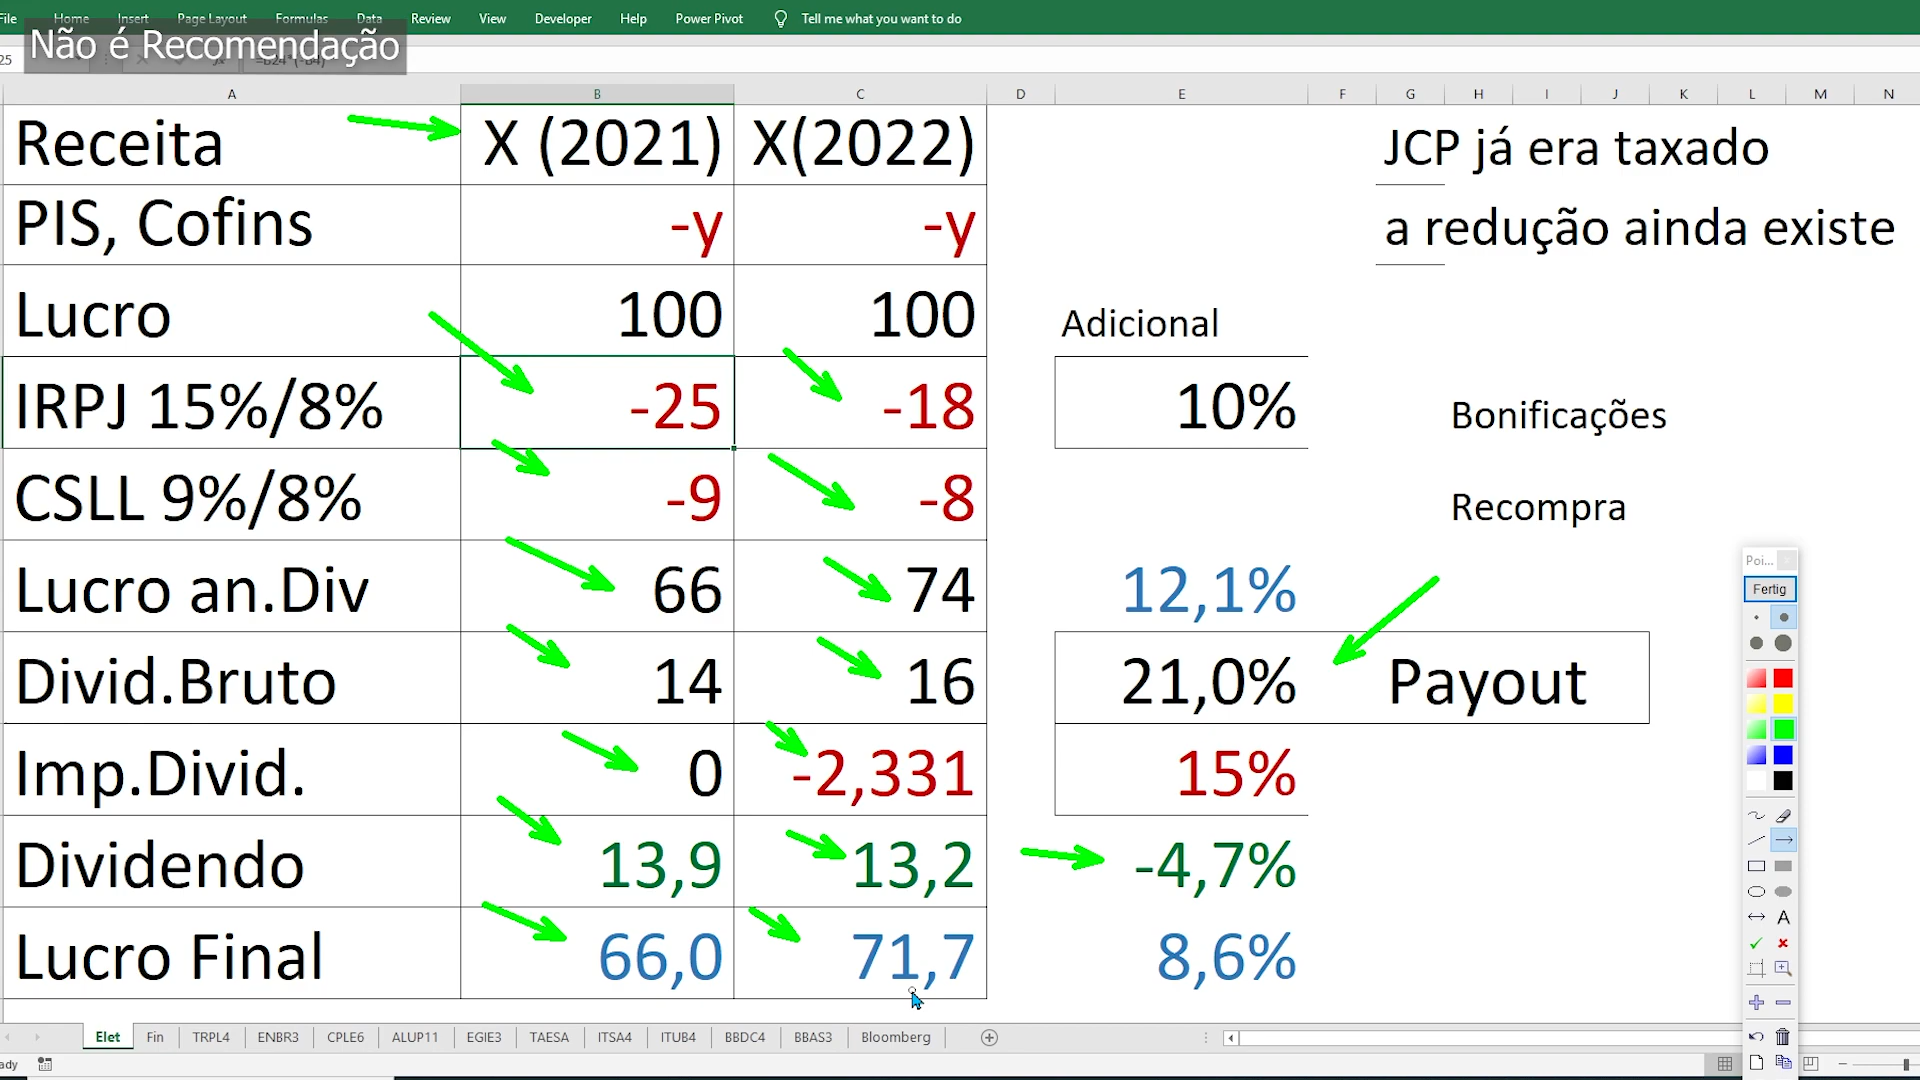 File Home Insert Page Layout Formulas Data Review View Developer Help Power Pivot Tell me what you want to do
Não é Recomendação
A B C D E F G H I J K L M N
Receita X (2021) X(2022) JCP já era taxado
PIS, Cofins -y -y a redução ainda existe
Lucro 100 100 Adicional
IRPJ 15%/8% -25 -18 10% Bonificações
CSLL 9%/8% -9 -8 Recompra
Lucro an.Div 66 74 12,1%
Poi...
Fertig
Divid.Bruto 14 16 21,0% Payout
Imp.Divid. 0 -2,331 15%
Dividendo 13,9 13,2 -4,7%
A
Lucro Final 66,0 71,7 8,6%
Elet Fin TRPL4 ENBR3 CPLE6 ALUP11 EGIE3 TAESA ITSA4 ITUB4 BBDC4 BBAS3 Bloomberg